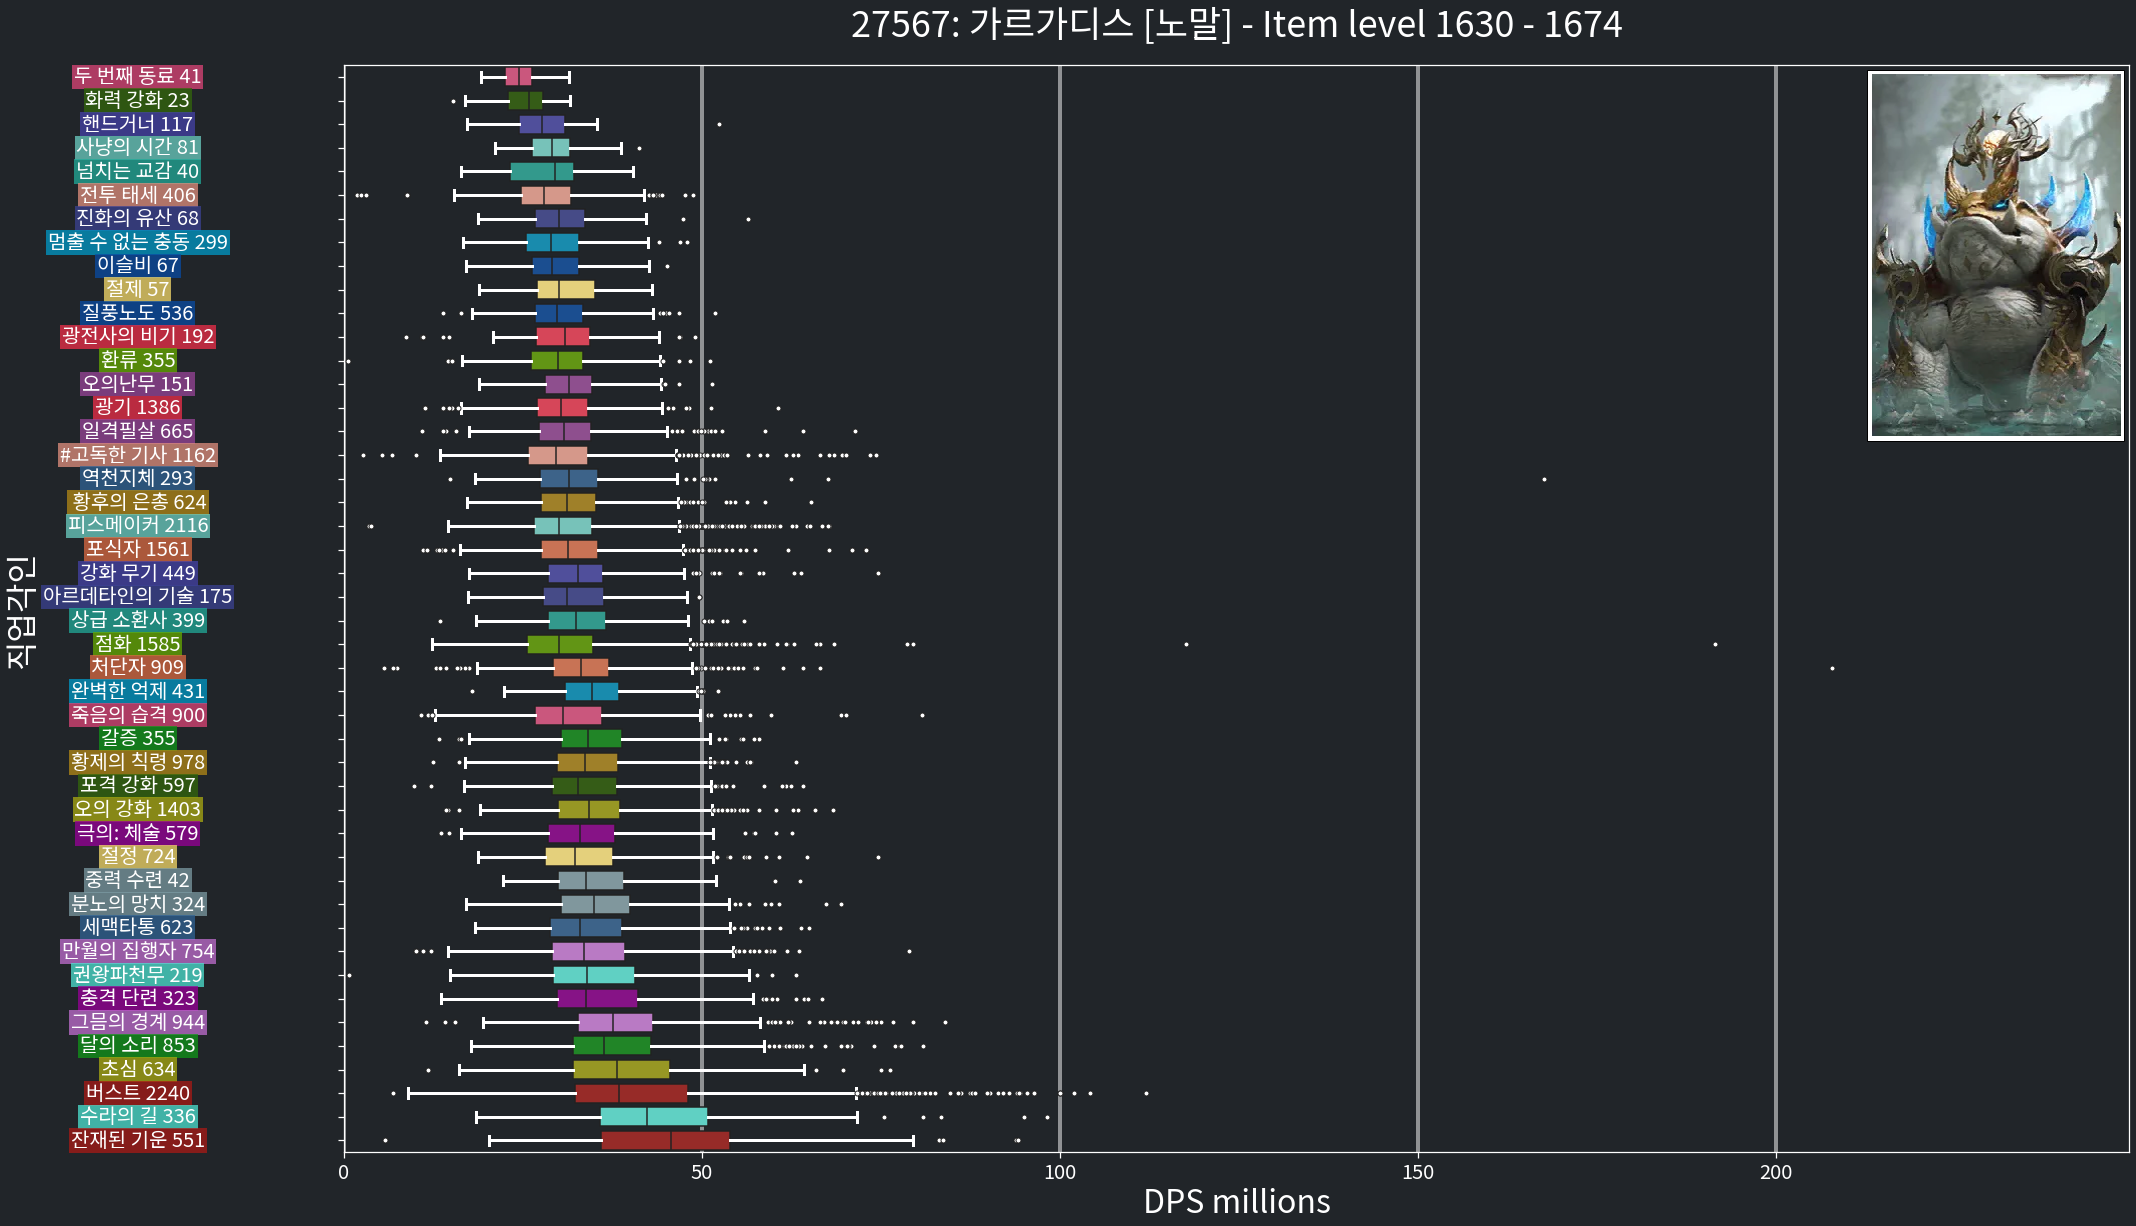 27567: 가르가디스 [노말] - Item level 1630 - 1674
두 번째 동료 41
화력 강화 23
핸드거너 117
사냥의 시간 81
넘치는 교감 40
전투 태세 406
진화의 유산 68
멈출 수 없는 충동 299
이슬비 67
절제 57
질풍노도 536
광전사의 비기 192
환류 355
오의난무 151
광기 1386
일격필살 665
#고독한 기사 1162
역천지체 293
황후의 은총 624
피스메이커 2116
포식자 1561
강화 무기 449
아르데타인의 기술 175
상급 소환사 399
점화 1585
처단자 909
완벽한 억제 431
죽음의 습격 900
갈증 355
황제의 칙령 978
포격 강화 597
오의 강화 1403
극의: 체술 579
절정 724
중력 수련 42
분노의 망치 324
세맥타통 623
만월의 집행자 754
권왕파천무 219
충격 단련 323
그믐의 경계 944
달의 소리 853
초심 634
버스트 2240
수라의 길 336
잔재된 기운 551
직업각인
0 50 100 150 200
DPS millions